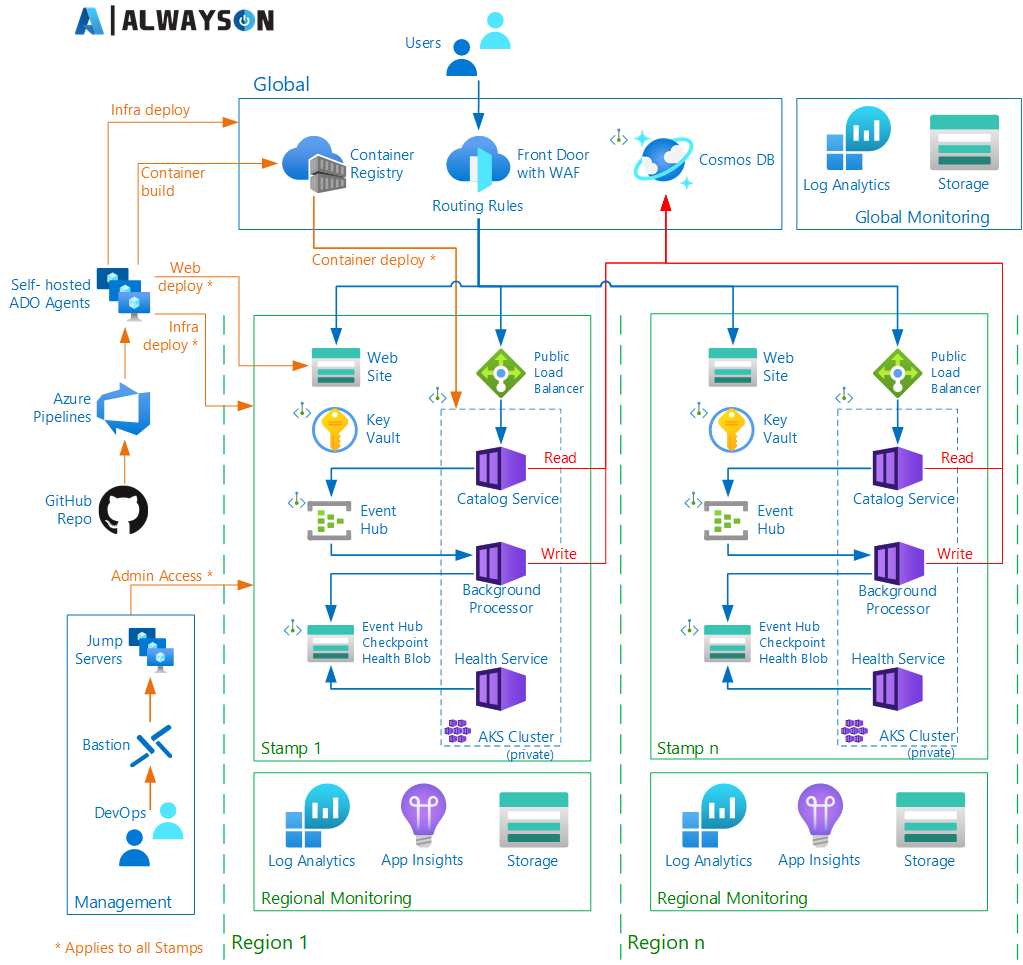 ALWAYSON
Users
Global
Infra deploy
Container
build
Container
Registry
Front Door
with WAF
Routing Rules
Cosmos DB
Log Analytics
Storage
Global Monitoring
Container deploy *
Self- hosted
ADO Agents
Web
deploy *
Infra
deploy *
Azure
Pipelines
GitHub
Repo
Admin Access *
Jump
Servers
Bastion
DevOps
Management
* Applies to all Stamps
Web
Site
Public
Load
Balancer
Key
Vault
Read
Catalog Service
Event
Hub
Write
Background
Processor
Event Hub
Checkpoint
Health Blob
Health Service
AKS Cluster
(private)
Stamp 1
Log Analytics
App Insights
Storage
Regional Monitoring
Region 1
Web
Site
Public
Load
Balancer
Key
Vault
Read
Catalog Service
Event
Hub
Write
Background
Processor
Event Hub
Checkpoint
Health Blob
Health Service
AKS Cluster
(private)
Stamp n
Log Analytics
App Insights
Storage
Regional Monitoring
Region n